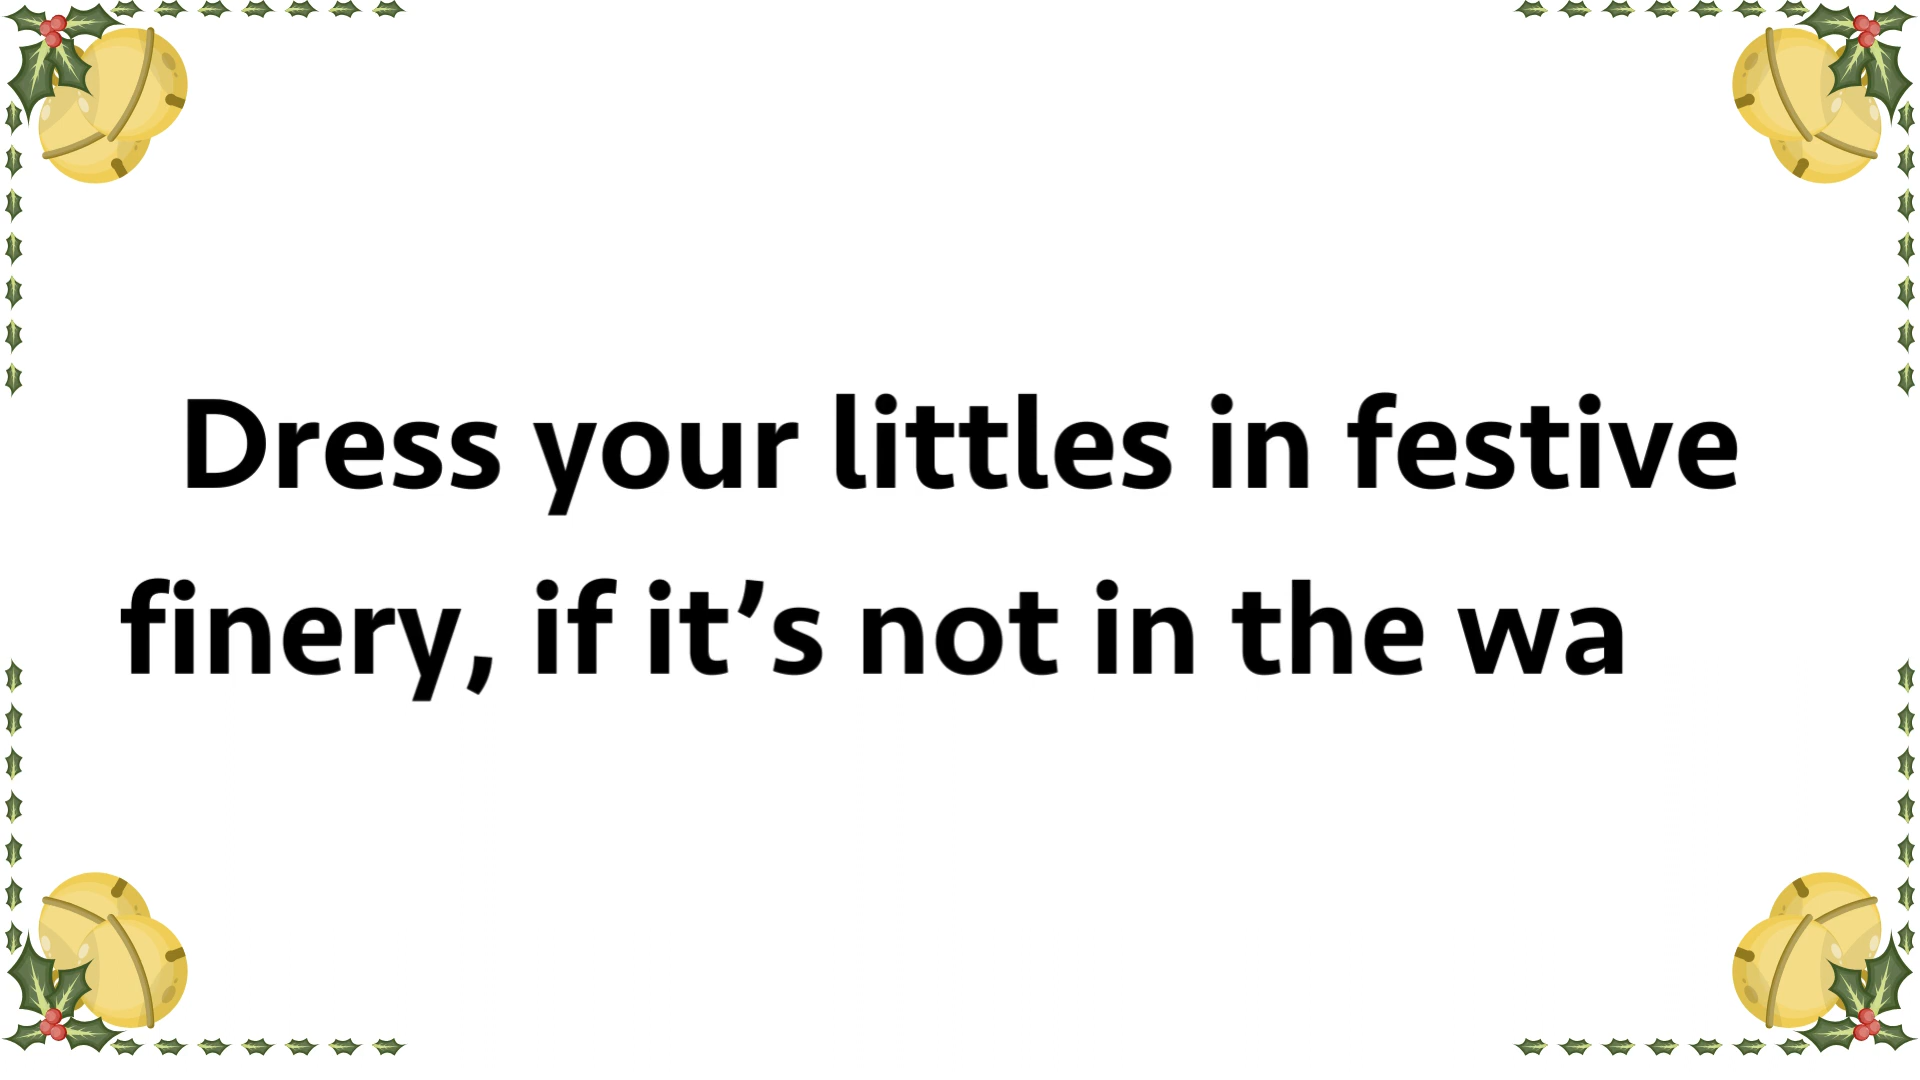 Dress your littles in festive
finery, if it’s not in the wa